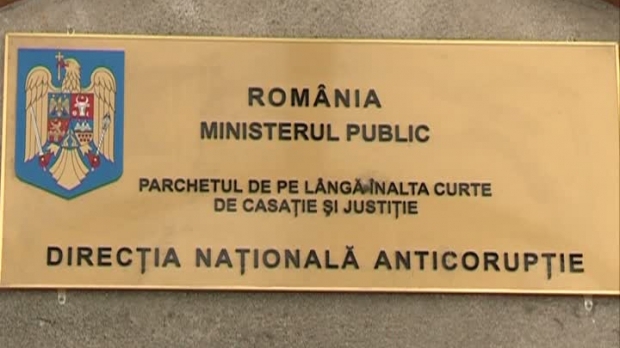 ROMÂNIA
MINISTERUL PUBLIC
PARCHETUL DE PE LÂNGĂ ÎNALTA CURTE
DE CASAȚIE ȘI JUSTIȚIE
DIRECȚIA NAȚIONALĂ ANTICORUPȚIE